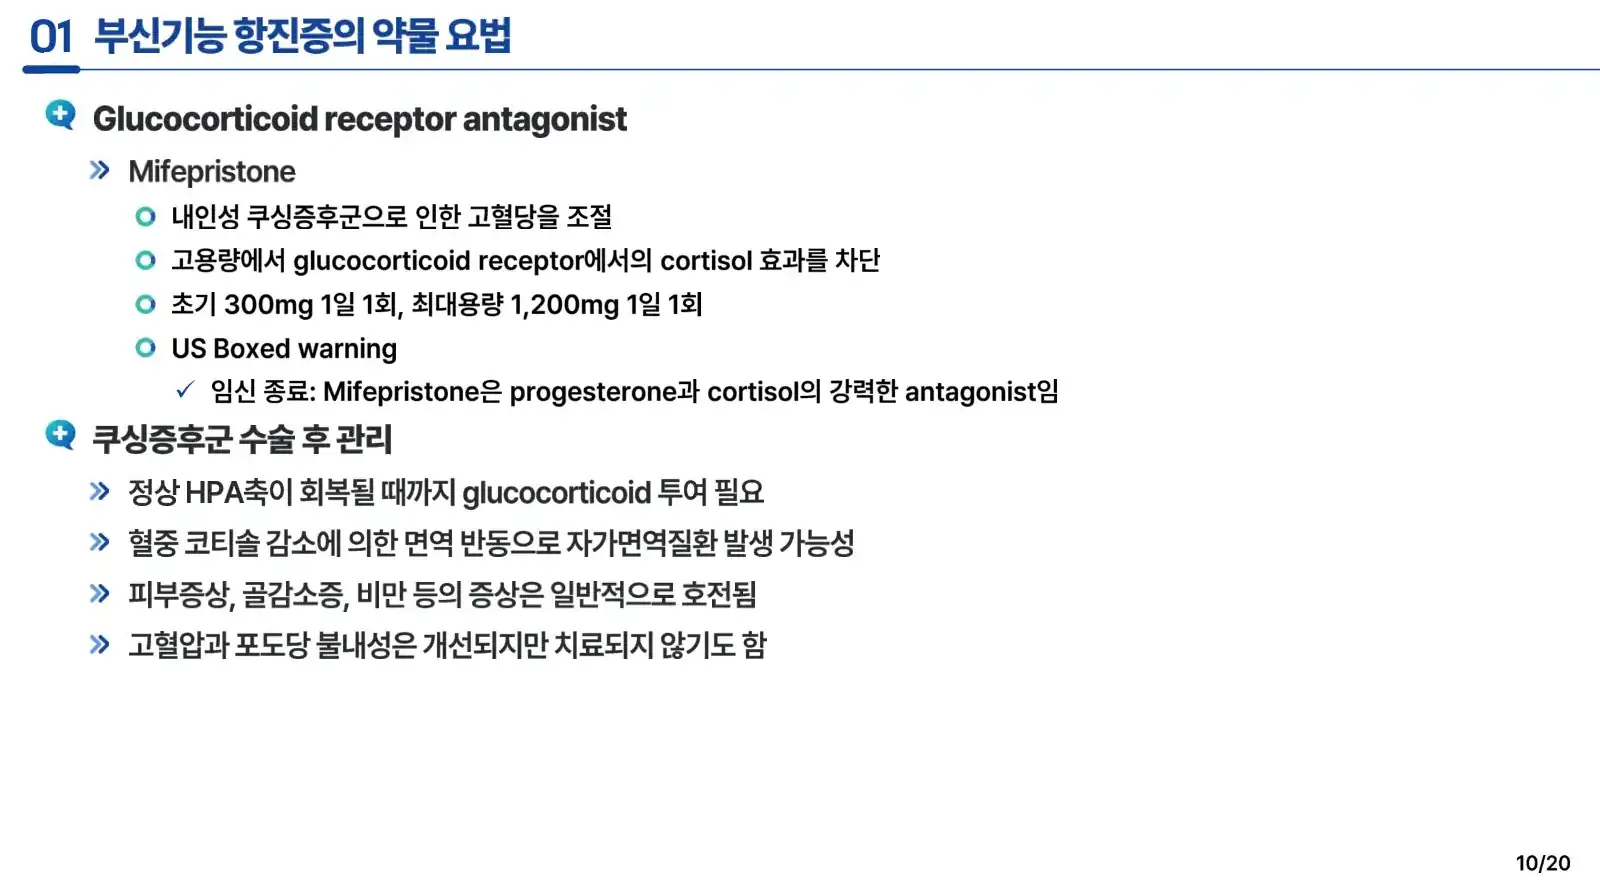 01 부신기능 항진증의 약물 요법
Glucocorticoid receptor antagonist
Mifepristone
내인성 쿠싱증후군으로 인한 고혈당을 조절
고용량에서 glucocorticoid receptor에서의 cortisol 효과를 차단
초기 300mg 1일 1회, 최대용량 1,200mg 1일 1회
US Boxed warning
✓ 임신 종료: Mifepristone은 progesterone과 cortisol의 강력한 antagonist임
쿠싱증후군 수술 후 관리
정상 HPA축이 회복될 때까지 glucocorticoid 투여 필요
혈중 코티솔 감소에 의한 면역 반동으로 자가면역질환 발생 가능성
피부증상, 골감소증, 비만 등의 증상은 일반적으로 호전됨
고혈압과 포도당 불내성은 개선되지만 치료되지 않기도 함
10/20